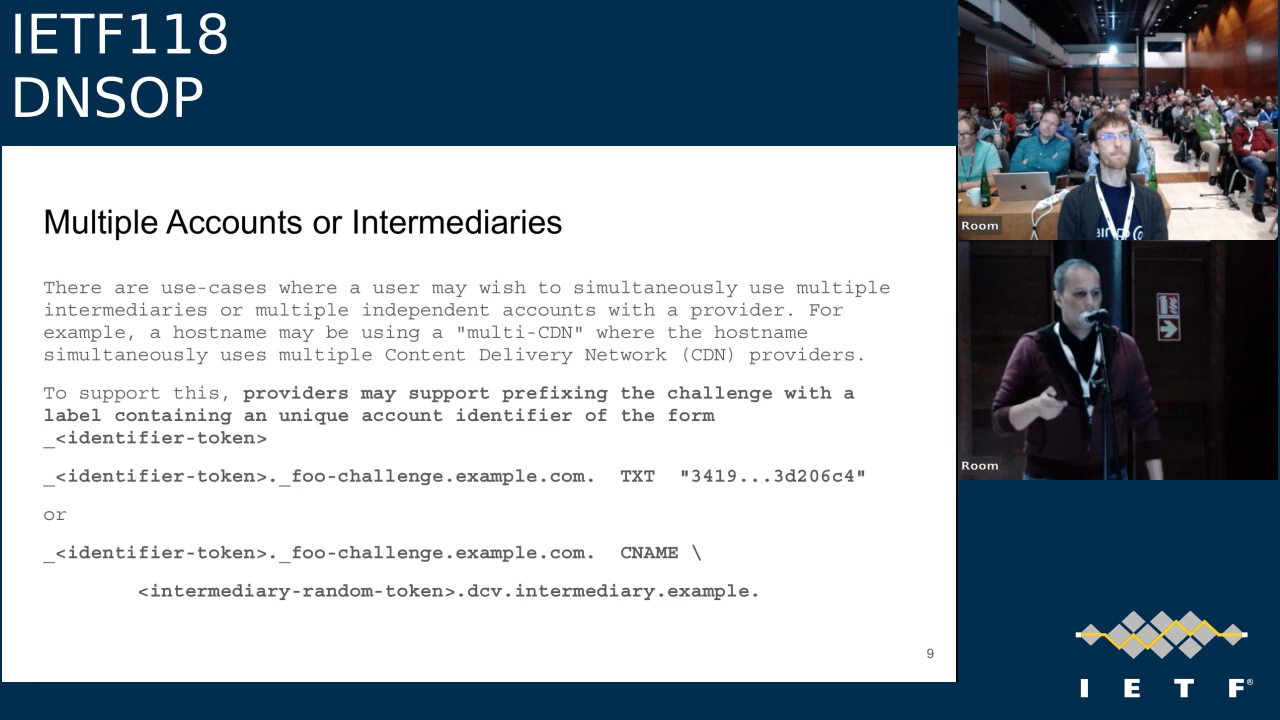 IETF118
DNSOP
Multiple Accounts or Intermediaries
There are use-cases where a user may wish to simultaneously use multiple
intermediaries or multiple independent accounts with a provider. For
example, a hostname may be using a "multi-CDN" where the hostname
simultaneously uses multiple Content Delivery Network (CDN) providers.
To support this, providers may support prefixing the challenge with a
label containing an unique account identifier of the form
_<identifier-token>
_<identifier-token>._foo-challenge.example.com. TXT "3419...3d206c4"
or
_<identifier-token>._foo-challenge.example.com. CNAME \
<intermediary-random-token>.dcv.intermediary.example.
9
Room
Room
I E T F®